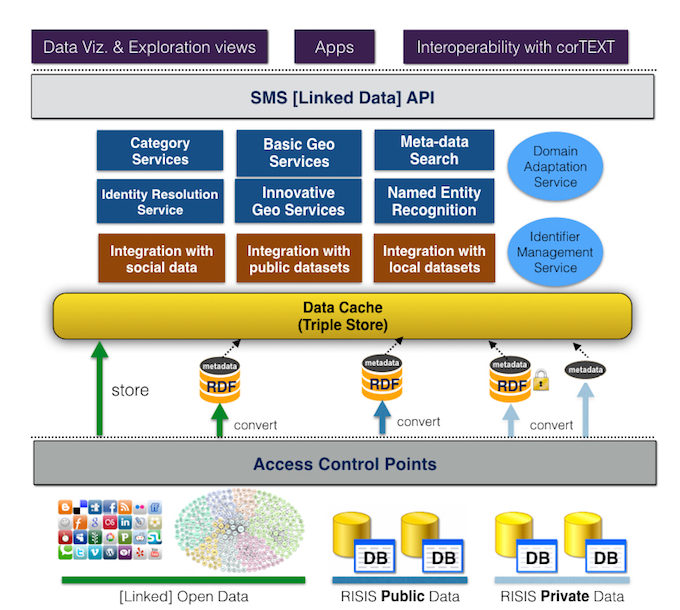 Data Viz. & Exploration views
Apps
Interoperability with corTEXT
SMS [Linked Data] API
Category
Services
Basic Geo
Services
Meta-data
Search
Domain
Adaptation
Service
Identity Resolution
Service
Innovative
Geo Services
Named Entity
Recognition
Identifier
Management
Service
Integration with
social data
Integration with
public datasets
Integration with
local datasets
Data Cache
(Triple Store)
metadata
RDF
metadata
RDF
metadata
RDF
metadata
store
convert
convert
convert
Access Control Points
DB
DB
DB
DB
[Linked] Open Data
RISIS Public Data
RISIS Private Data